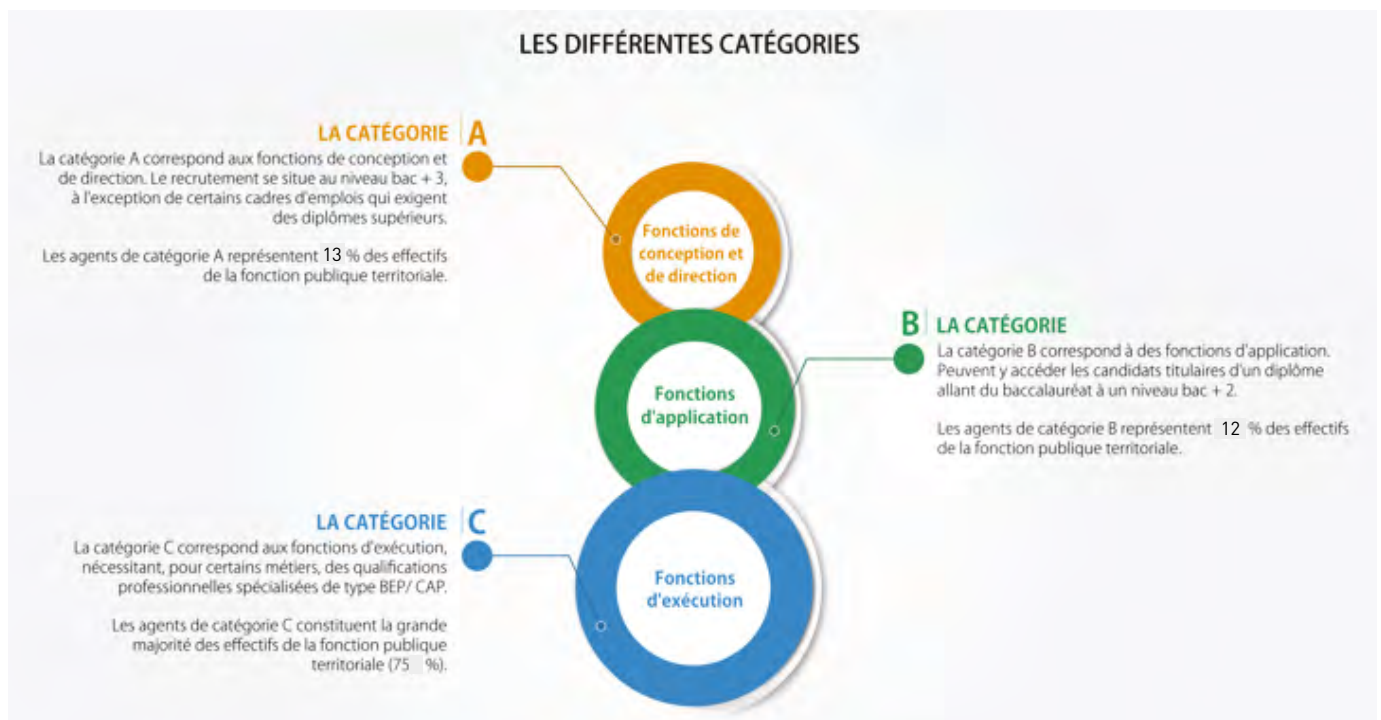 LES DIFFÉRENTES CATÉGORIES
LA CATÉGORIE A
La catégorie A correspond aux fonctions de conception et
de direction. Le recrutement se situe au niveau bac + 3,
à l'exception de certains cadres d'emplois qui exigent
des diplômes supérieurs.
Les agents de catégorie A représentent 13 % des effectifs
de la fonction publique territoriale.
Fonctions de
conception et
de direction
B LA CATÉGORIE
La catégorie B correspond à des fonctions d'application.
Peuvent y accéder les candidats titulaires d'un diplôme
allant du baccalauréat à un niveau bac + 2.
Les agents de catégorie B représentent 12 % des effectifs
de la fonction publique territoriale.
Fonctions
d'application
LA CATÉGORIE C
La catégorie C correspond aux fonctions d'exécution,
nécessitant, pour certains métiers, des qualifications
professionnelles spécialisées de type BEP/ CAP.
Les agents de catégorie C constituent la grande
majorité des effectifs de la fonction publique
territoriale (75 %).
Fonctions
d'exécution